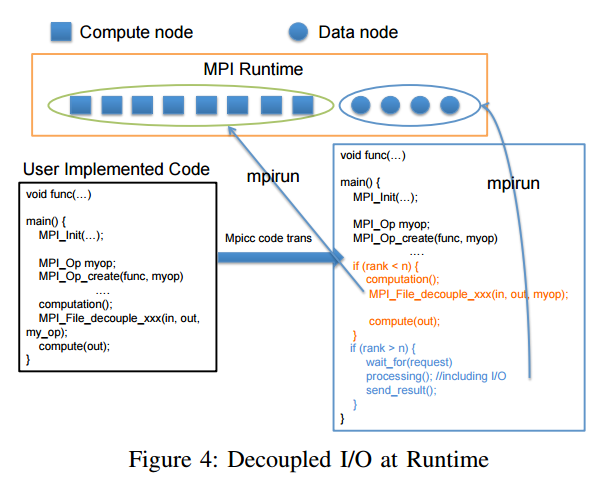 Compute node
Data node
MPI Runtime
User Implemented Code
void func(…)
main() {
MPI_Init(…);
MPI_Op myop;
MPI_Op_create(func, myop)
….
computation();
MPI_File_decouple_xxx(in, out,
my_op);
compute(out);
}
mpirun
Mpicc code trans
void func(…)
main() {
mpirun
MPI_Init(…);
MPI_Op myop;
MPI_Op_create(func, myop)
….
if (rank < n) {
computation();
MPI_File_decouple_xxx(in, out, myop);
compute(out);
}
if (rank > n) {
wait_for(request)
processing(); //including I/O
send_result();
}
}
Figure 4: Decoupled I/O at Runtime